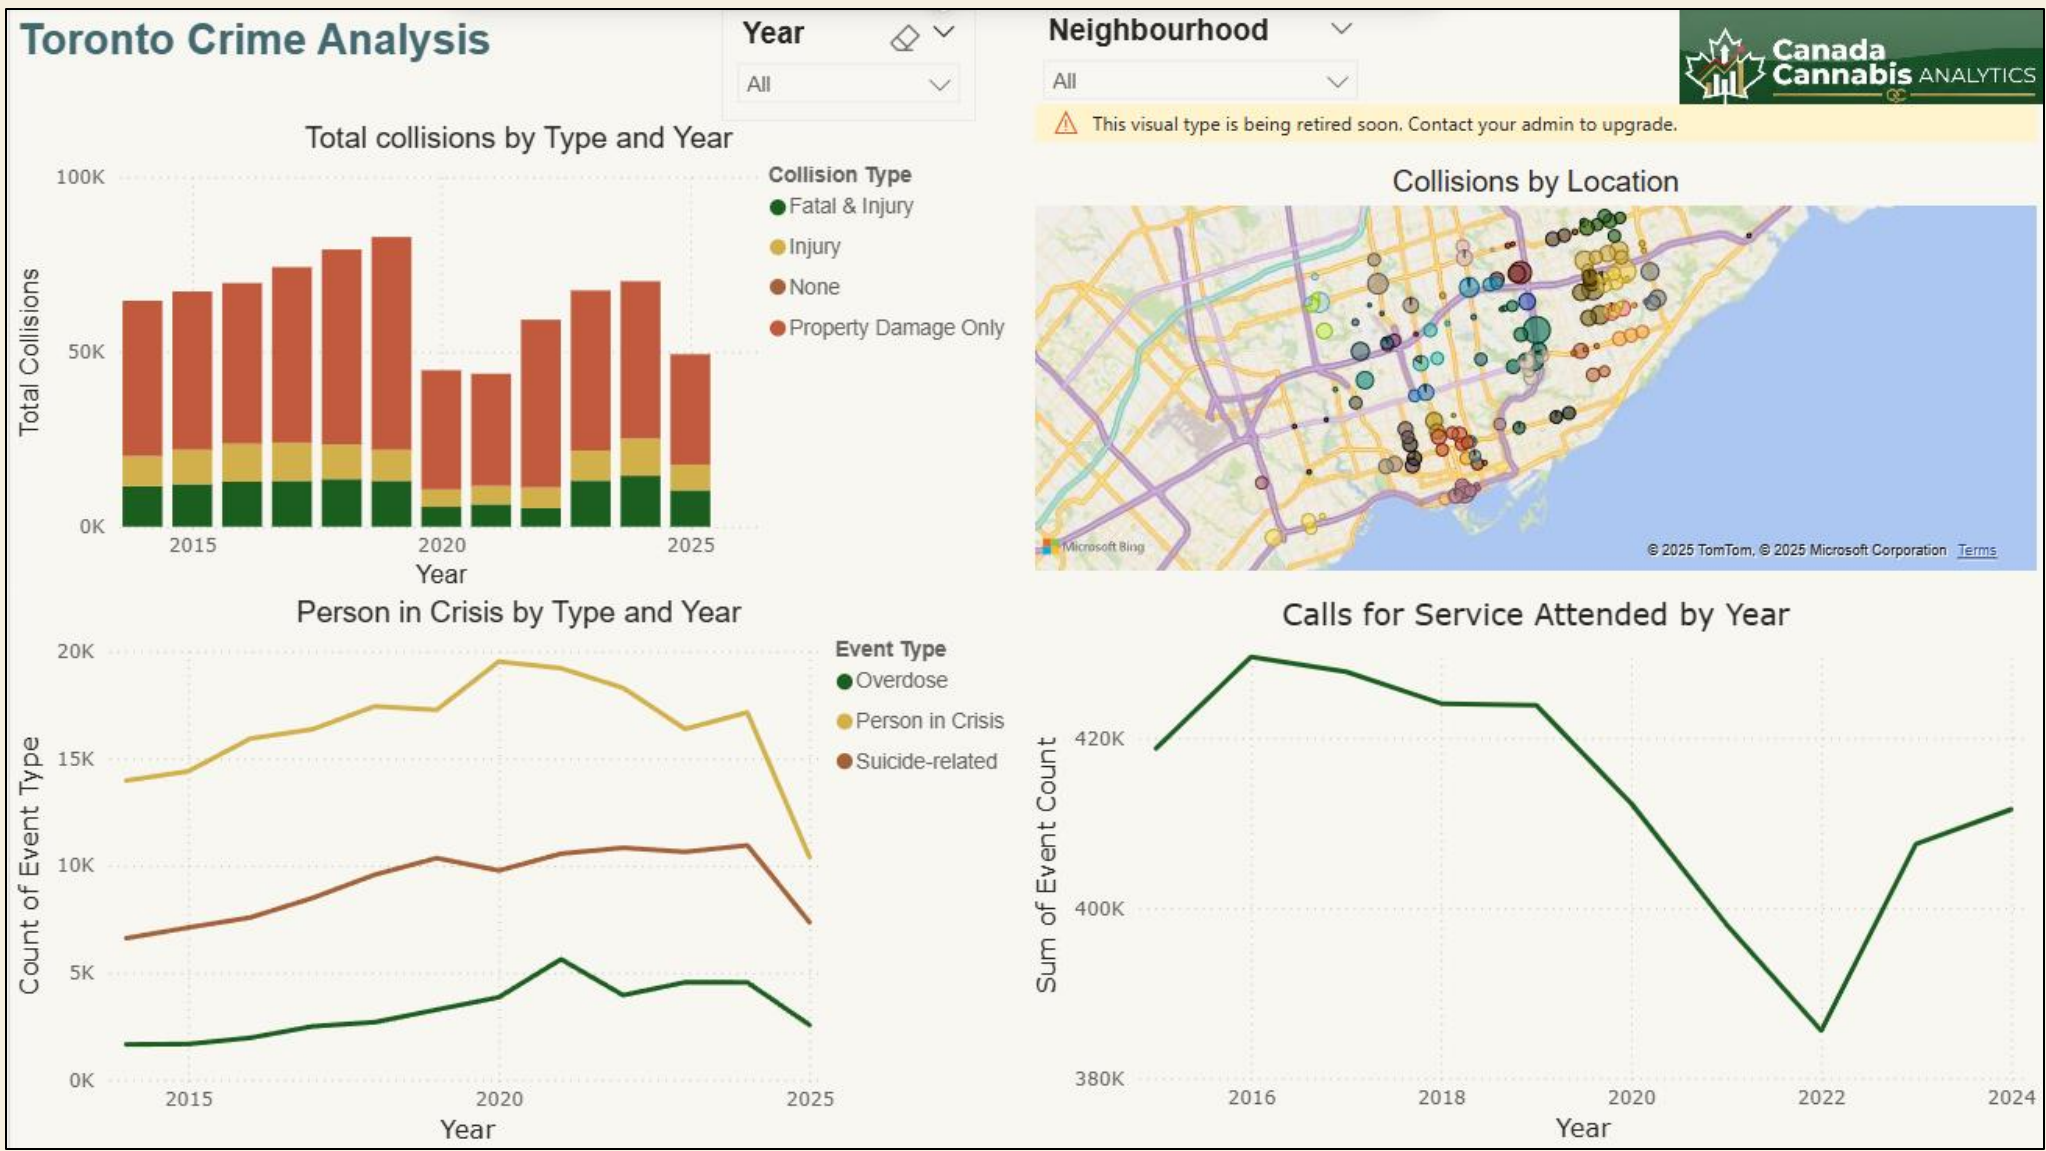 Toronto Crime Analysis
Year
All
Neighbourhood
All
Canada
Cannabis ANALYTICS
This visual type is being retired soon. Contact your admin to upgrade.
Total collisions by Type and Year
Total Collisions
100K
50K
0K
2015
2020
2025
Year
Collision Type
Fatal & Injury
Injury
None
Property Damage Only
Collisions by Location
Microsoft Bing
© 2025 TomTom, © 2025 Microsoft Corporation Terms
Person in Crisis by Type and Year
Count of Event Type
20K
15K
10K
5K
0K
2015
2020
2025
Year
Event Type
Overdose
Person in Crisis
Suicide-related
Calls for Service Attended by Year
Sum of Event Count
420K
400K
380K
2016
2018
2020
2022
2024
Year